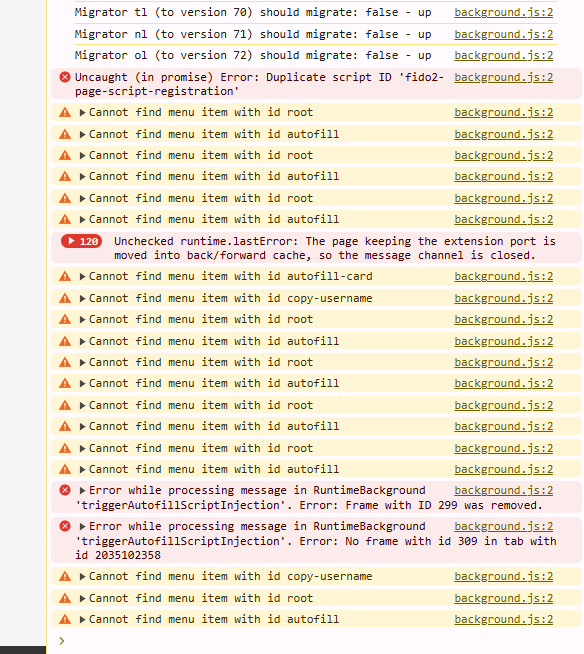 Migrator tl (to version 70) should migrate: false - up background.js:2
Migrator nl (to version 71) should migrate: false - up background.js:2
Migrator ol (to version 72) should migrate: false - up background.js:2
Uncaught (in promise) Error: Duplicate script ID 'fido2- background.js:2
page-script-registration'
Cannot find menu item with id root background.js:2
Cannot find menu item with id autofill background.js:2
Cannot find menu item with id root background.js:2
Cannot find menu item with id autofill background.js:2
Cannot find menu item with id root background.js:2
Cannot find menu item with id autofill background.js:2
120 Unchecked runtime.lastError: The page keeping the extension port is
moved into back/forward cache, so the message channel is closed.
Cannot find menu item with id autofill-card background.js:2
Cannot find menu item with id copy-username background.js:2
Cannot find menu item with id root background.js:2
Cannot find menu item with id autofill background.js:2
Cannot find menu item with id root background.js:2
Cannot find menu item with id autofill background.js:2
Cannot find menu item with id root background.js:2
Cannot find menu item with id autofill background.js:2
Cannot find menu item with id root background.js:2
Cannot find menu item with id autofill background.js:2
Error while processing message in RuntimeBackground background.js:2
'triggerAutofillScriptInjection'. Error: Frame with ID 299 was removed.
Error while processing message in RuntimeBackground background.js:2
'triggerAutofillScriptInjection'. Error: No frame with id 309 in tab with
id 2035102358
Cannot find menu item with id copy-username background.js:2
Cannot find menu item with id root background.js:2
Cannot find menu item with id autofill background.js:2